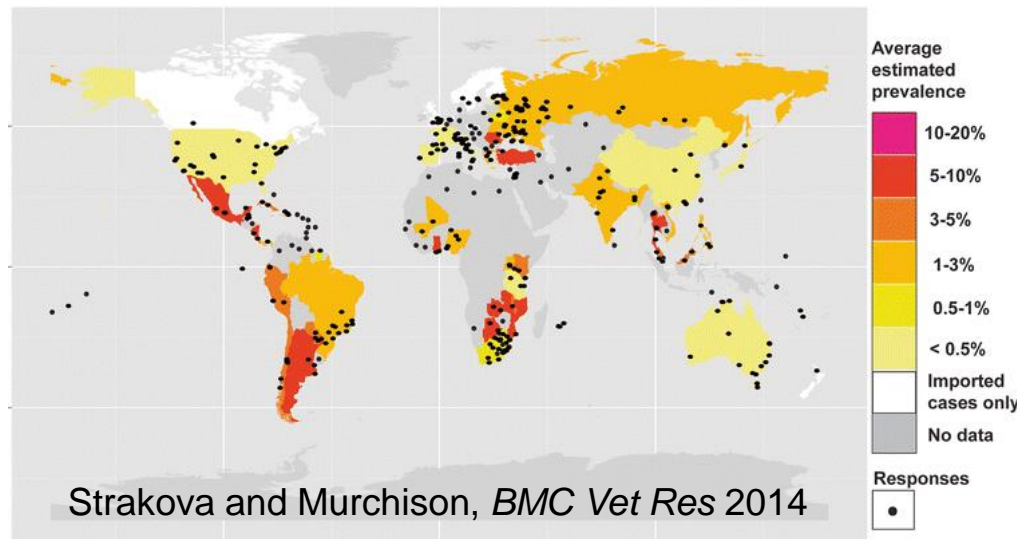 Average
estimated
prevalence
10-20%
5-10%
3-5%
1-3%
0.5-1%
< 0.5%
Imported
cases only
No data
Responses
Strakova and Murchison, BMC Vet Res 2014